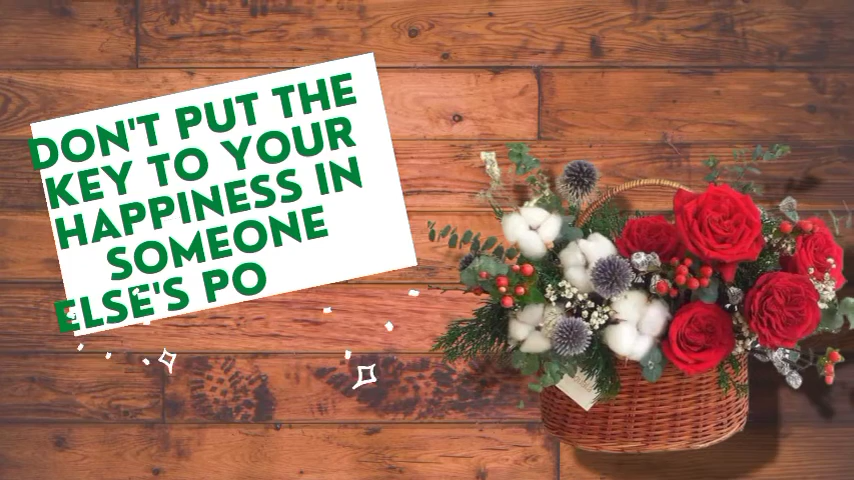 DON'T PUT THE
KEY TO YOUR
HAPPINESS IN
SOMEONE
ELSE'S PO